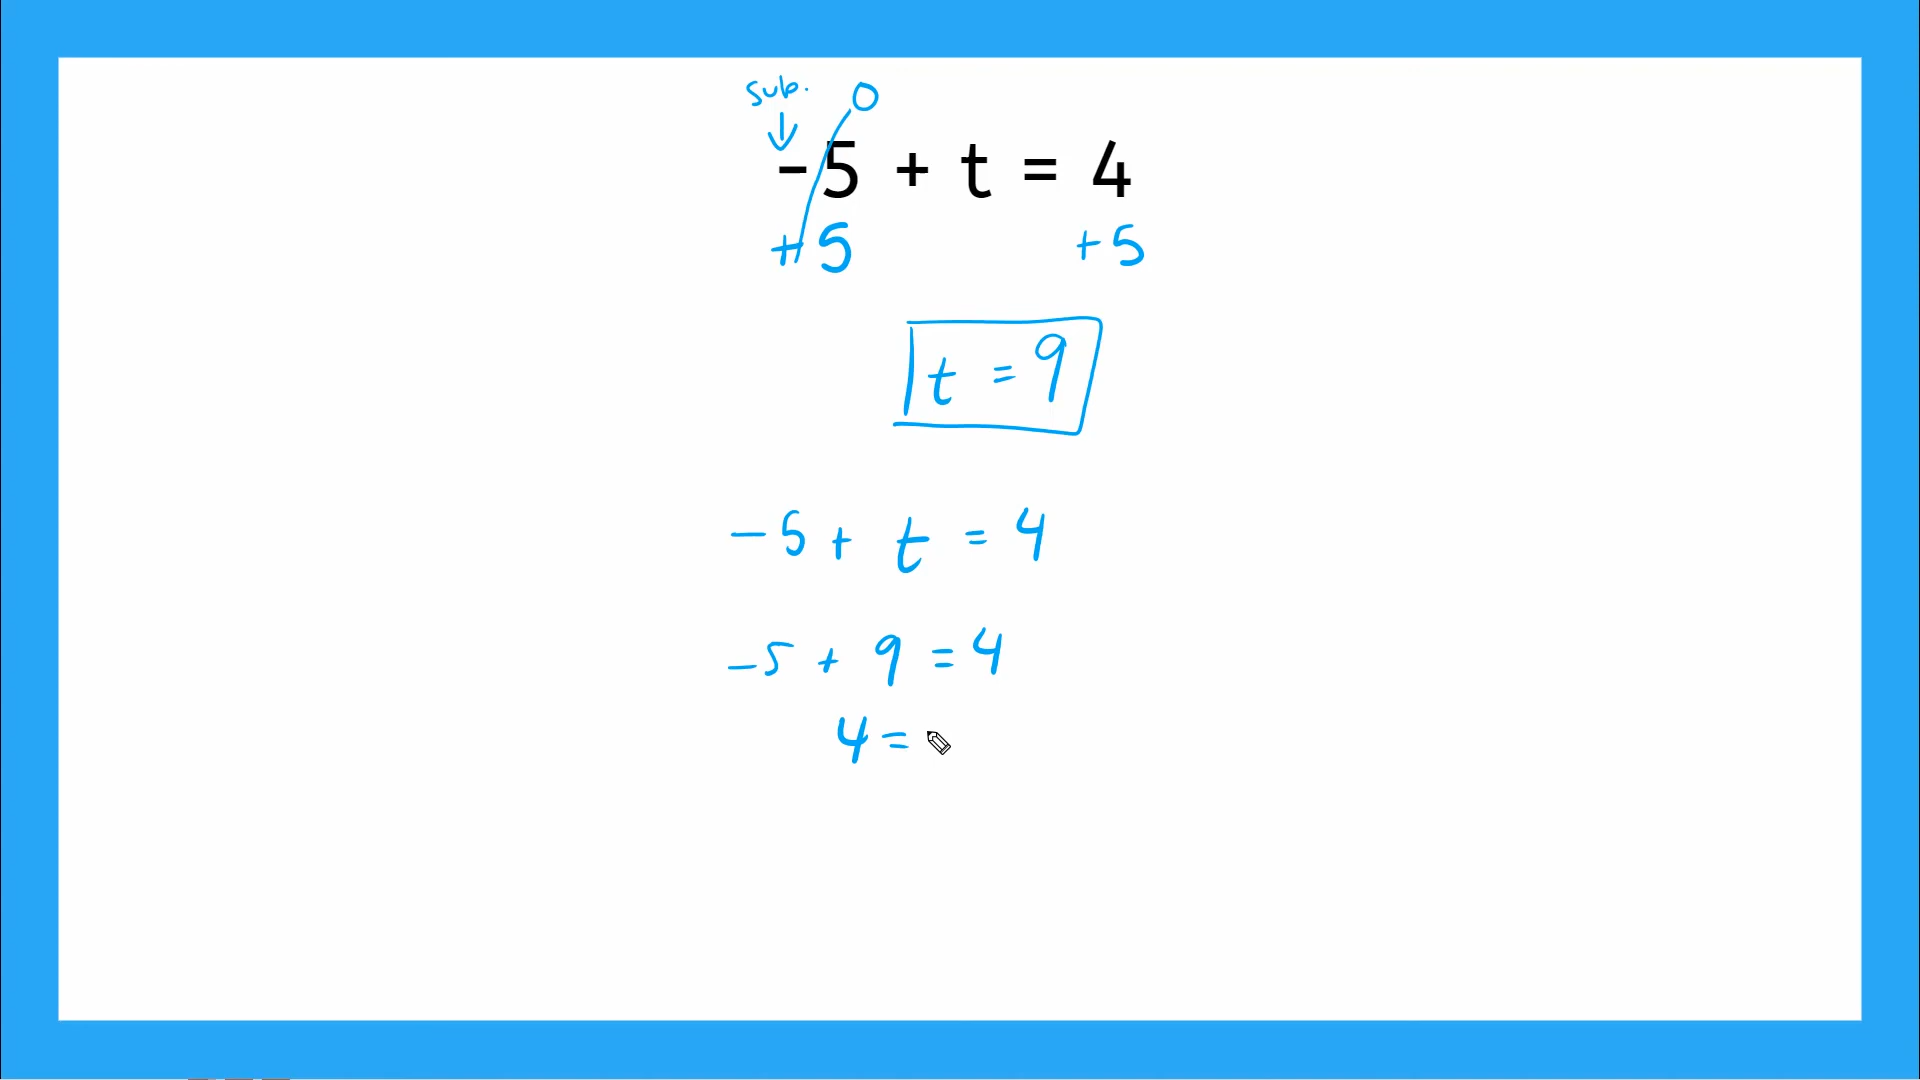 sub. 0
-5 + t = 4
+5 +5
t = 9
-5 + t = 4
-5 + 9 = 4
4 =